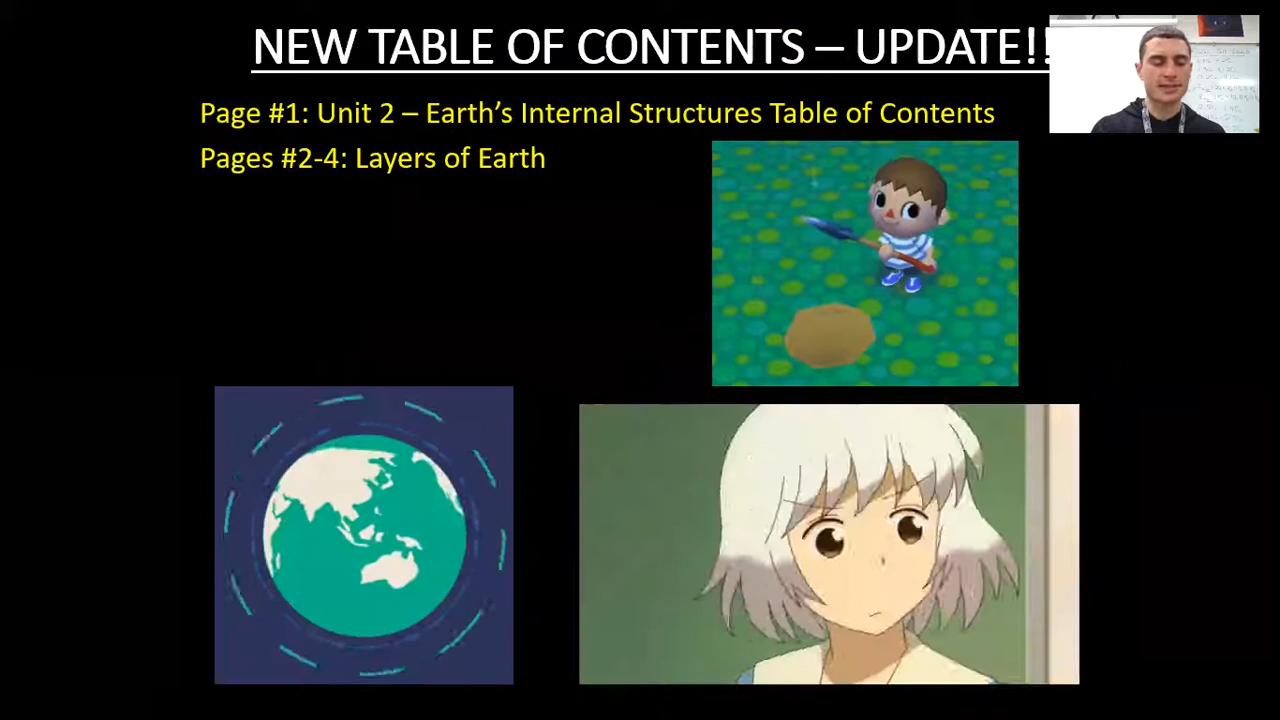 NEW TABLE OF CONTENTS – UPDATE!!
Page #1: Unit 2 – Earth's Internal Structures Table of Contents
Pages #2-4: Layers of Earth